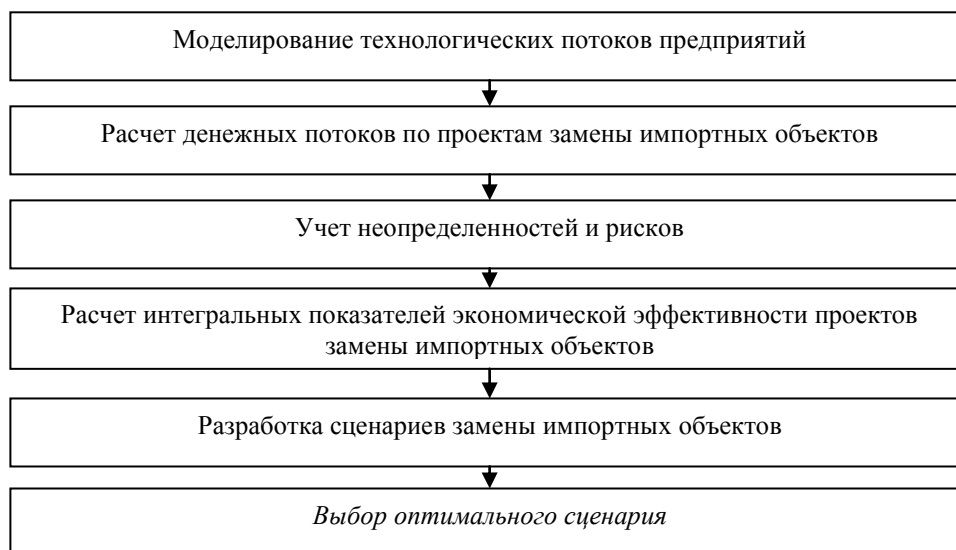 Моделирование технологических потоков предприятий
Расчет денежных потоков по проектам замены импортных объектов
Учет неопределенностей и рисков
Расчет интегральных показателей экономической эффективности проектов
замены импортных объектов
Разработка сценариев замены импортных объектов
Выбор оптимального сценария